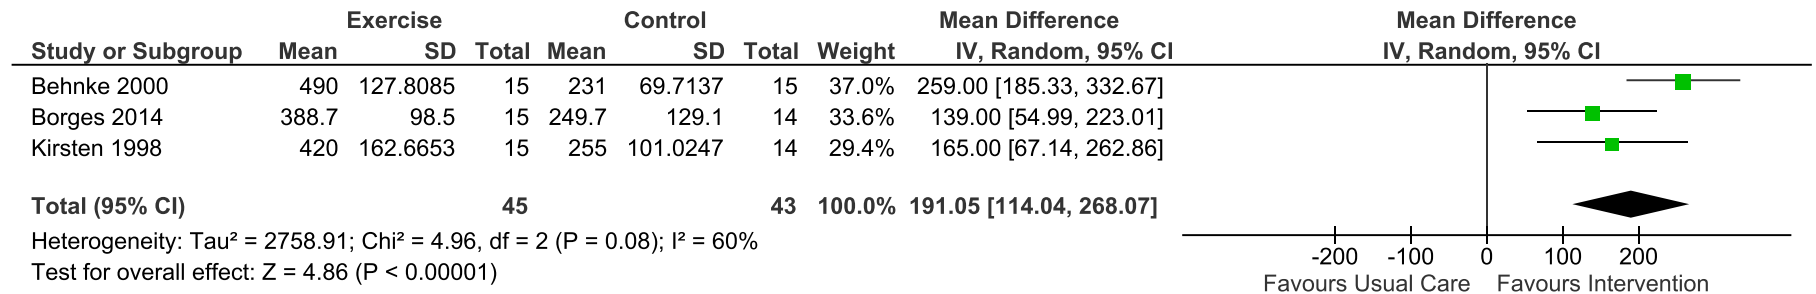 Exercise Control Mean Difference Mean Difference
Study or Subgroup Mean SD Total Mean SD Total Weight IV, Random, 95% CI IV, Random, 95% CI
Behnke 2000 490 127.8085 15 231 69.7137 15 37.0% 259.00 [185.33, 332.67]
Borges 2014 388.7 98.5 15 249.7 129.1 14 33.6% 139.00 [54.99, 223.01]
Kirsten 1998 420 162.6653 15 255 101.0247 14 29.4% 165.00 [67.14, 262.86]
Total (95% CI) 45 43 100.0% 191.05 [114.04, 268.07]
Heterogeneity: Tau² = 2758.91; Chi² = 4.96, df = 2 (P = 0.08); I² = 60%
Test for overall effect: Z = 4.86 (P < 0.00001)
-200 -100 0 100 200
Favours Usual Care Favours Intervention